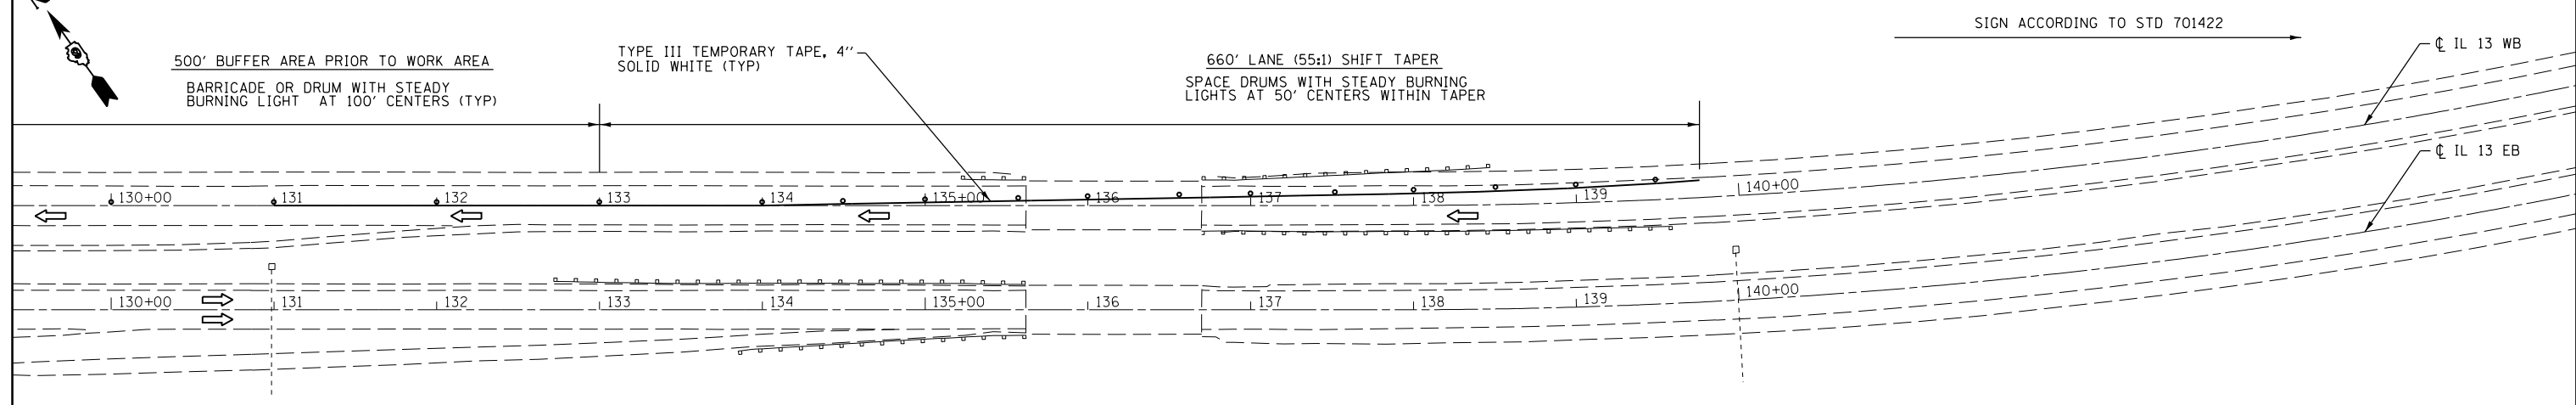 SIGN ACCORDING TO STD 701422
500' BUFFER AREA PRIOR TO WORK AREA
BARRICADE OR DRUM WITH STEADY
BURNING LIGHT AT 100' CENTERS (TYP)
TYPE III TEMPORARY TAPE, 4''
SOLID WHITE (TYP)
660' LANE (55:1) SHIFT TAPER
SPACE DRUMS WITH STEADY BURNING
LIGHTS AT 50' CENTERS WITHIN TAPER
℄ IL 13 WB
℄ IL 13 EB
130+00 131 132 133 134 135+00 136 137 138 139 140+00
130+00 131 132 133 134 135+00 136 137 138 139 140+00